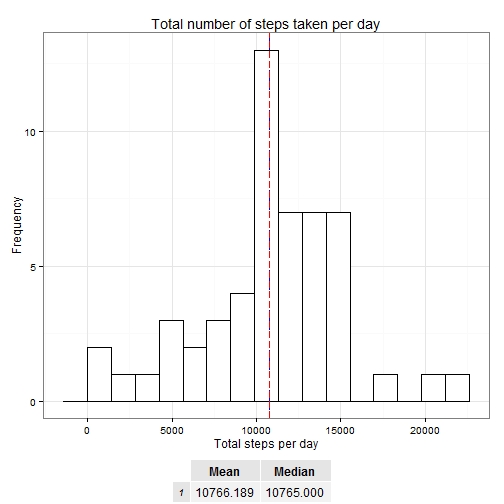 Total number of steps taken per day
10
5
0
Frequency
0 5000 10000 15000 20000
Total steps per day
Mean Median
1 10766.189 10765.000